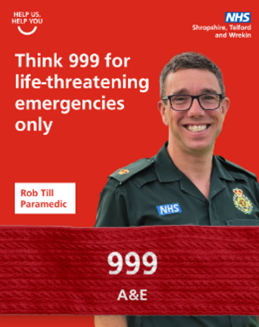 HELP US,
HELP YOU
NHS
Shropshire, Telford
and Wrekin
Think 999 for
life-threatening
emergencies
only
Rob Till
Paramedic
NHS
999
A&E